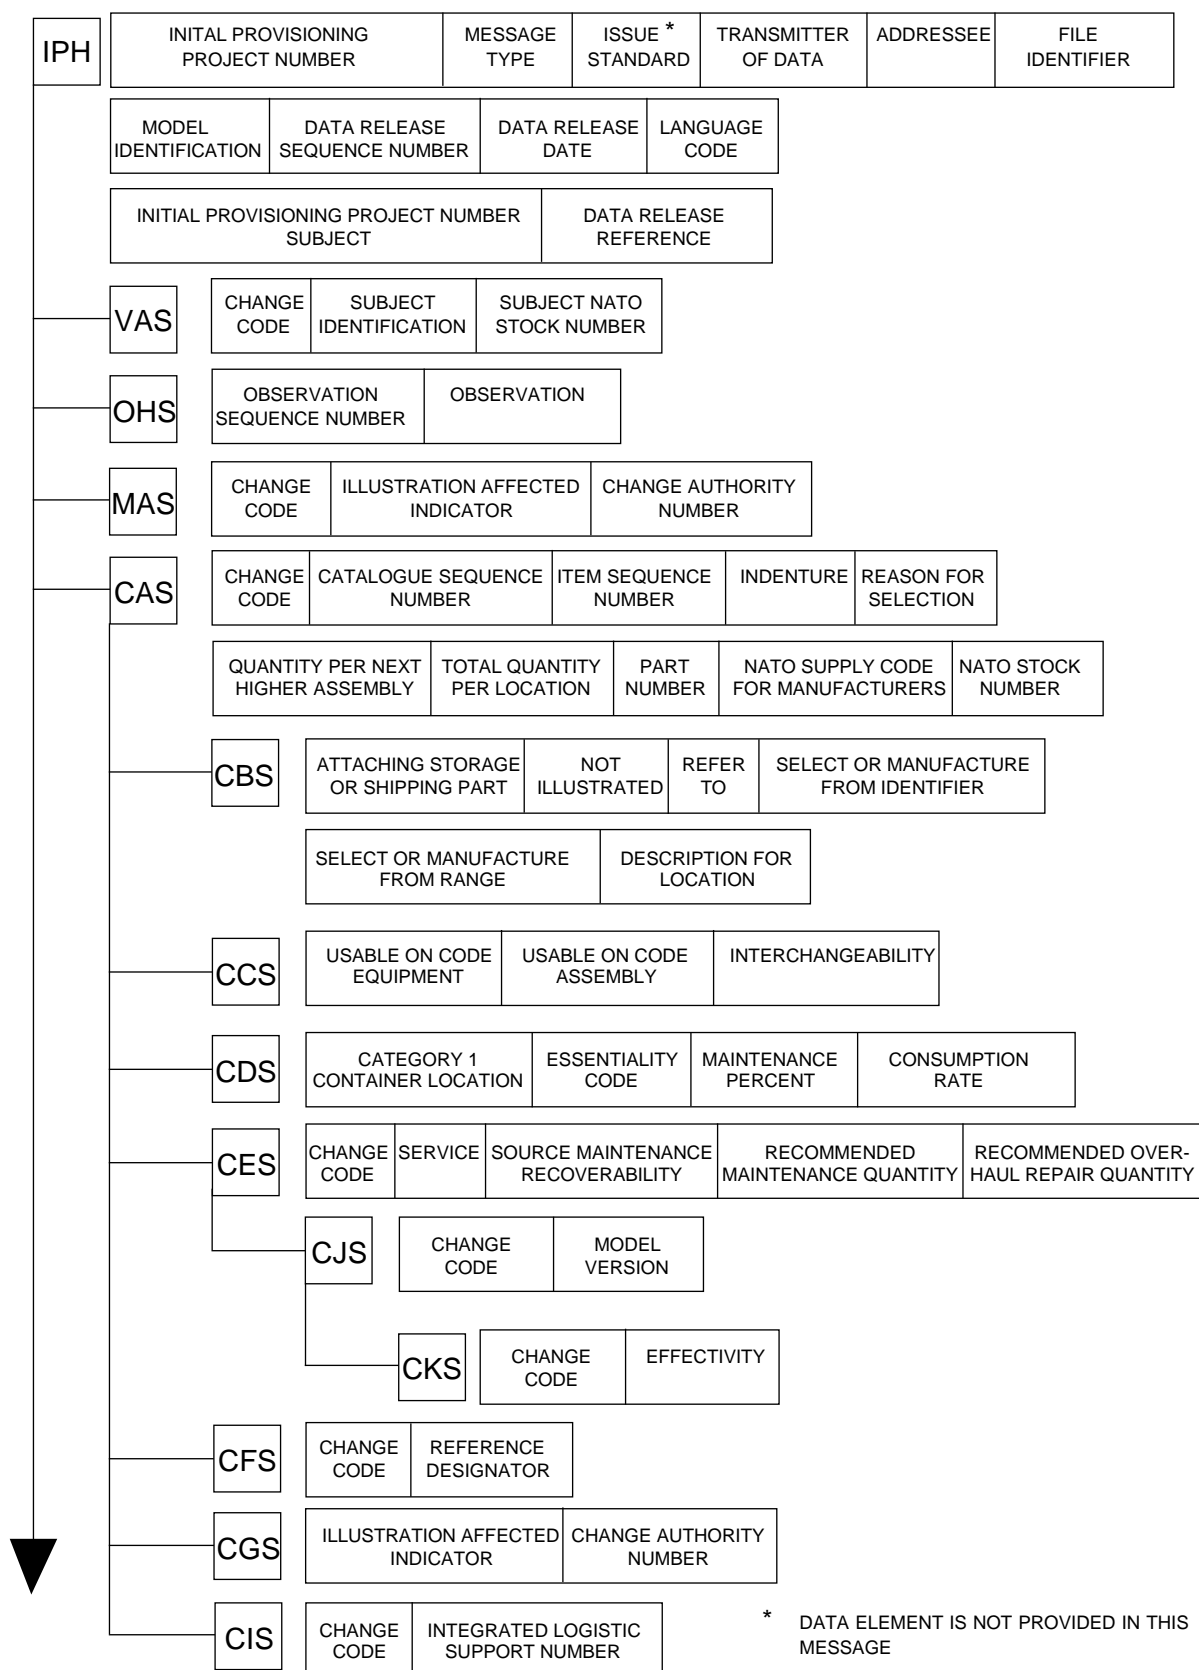 IPH
INITAL PROVISIONING
PROJECT NUMBER
MESSAGE
TYPE
ISSUE *
STANDARD
TRANSMITTER
OF DATA
ADDRESSEE
FILE
IDENTIFIER
MODEL
IDENTIFICATION
DATA RELEASE
SEQUENCE NUMBER
DATA RELEASE
DATE
LANGUAGE
CODE
INITIAL PROVISIONING PROJECT NUMBER
SUBJECT
DATA RELEASE
REFERENCE
VAS
CHANGE
CODE
SUBJECT
IDENTIFICATION
SUBJECT NATO
STOCK NUMBER
OHS
OBSERVATION
SEQUENCE NUMBER
OBSERVATION
MAS
CHANGE
CODE
ILLUSTRATION AFFECTED
INDICATOR
CHANGE AUTHORITY
NUMBER
CAS
CHANGE
CODE
CATALOGUE SEQUENCE
NUMBER
ITEM SEQUENCE
NUMBER
INDENTURE
REASON FOR
SELECTION
QUANTITY PER NEXT
HIGHER ASSEMBLY
TOTAL QUANTITY
PER LOCATION
PART
NUMBER
NATO SUPPLY CODE
FOR MANUFACTURERS
NATO STOCK
NUMBER
CBS
ATTACHING STORAGE
OR SHIPPING PART
NOT
ILLUSTRATED
REFER
TO
SELECT OR MANUFACTURE
FROM IDENTIFIER
SELECT OR MANUFACTURE
FROM RANGE
DESCRIPTION FOR
LOCATION
CCS
USABLE ON CODE
EQUIPMENT
USABLE ON CODE
ASSEMBLY
INTERCHANGEABILITY
CDS
CATEGORY 1
CONTAINER LOCATION
ESSENTIALITY
CODE
MAINTENANCE
PERCENT
CONSUMPTION
RATE
CES
CHANGE
CODE
SERVICE
SOURCE MAINTENANCE
RECOVERABILITY
RECOMMENDED
MAINTENANCE QUANTITY
RECOMMENDED OVER-
HAUL REPAIR QUANTITY
CJS
CHANGE
CODE
MODEL
VERSION
CKS
CHANGE
CODE
EFFECTIVITY
CFS
CHANGE
CODE
REFERENCE
DESIGNATOR
CGS
ILLUSTRATION AFFECTED
INDICATOR
CHANGE AUTHORITY
NUMBER
CIS
CHANGE
CODE
INTEGRATED LOGISTIC
SUPPORT NUMBER
* DATA ELEMENT IS NOT PROVIDED IN THIS
MESSAGE